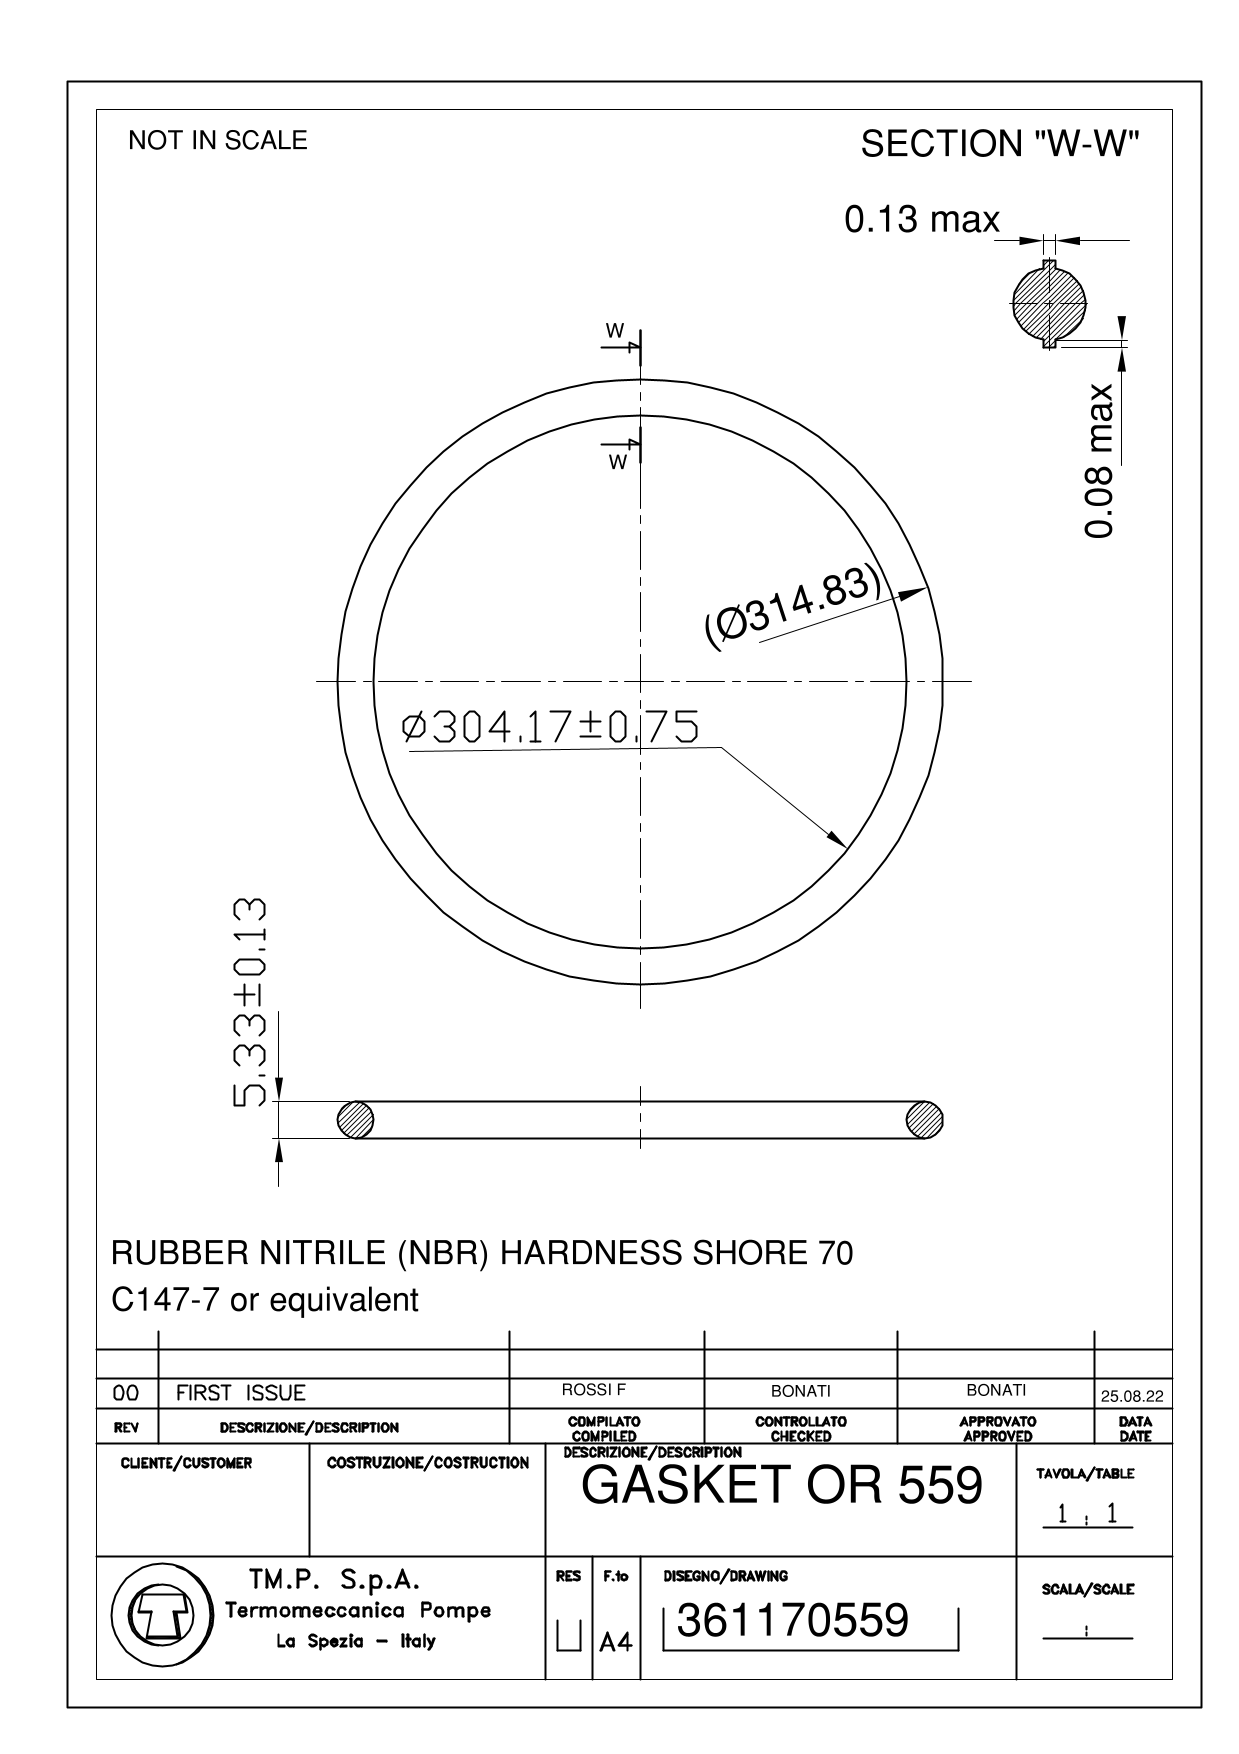 NOT IN SCALE
SECTION "W-W"
0.13 max
0.08 max
W
W
(Ø314.83)
Ø304.17±0.75
5.33±0.13
RUBBER NITRILE (NBR) HARDNESS SHORE 70
C147-7 or equivalent
00 FIRST ISSUE ROSSI F BONATI BONATI 25.08.22
REV DESCRIZIONE/DESCRIPTION COMPILATO CONTROLLATO APPROVATO DATA
COMPILED CHECKED APPROVED DATE
CLIENTE/CUSTOMER COSTRUZIONE/COSTRUCTION DESCRIZIONE/DESCRIPTION
GASKET OR 559
TAVOLA/TABLE
1 , 1
TM.P. S.p.A.
Termomeccanica Pompe
La Spezia - Italy
RES F.to DISEGNO/DRAWING
A4 361170559
SCALA/SCALE